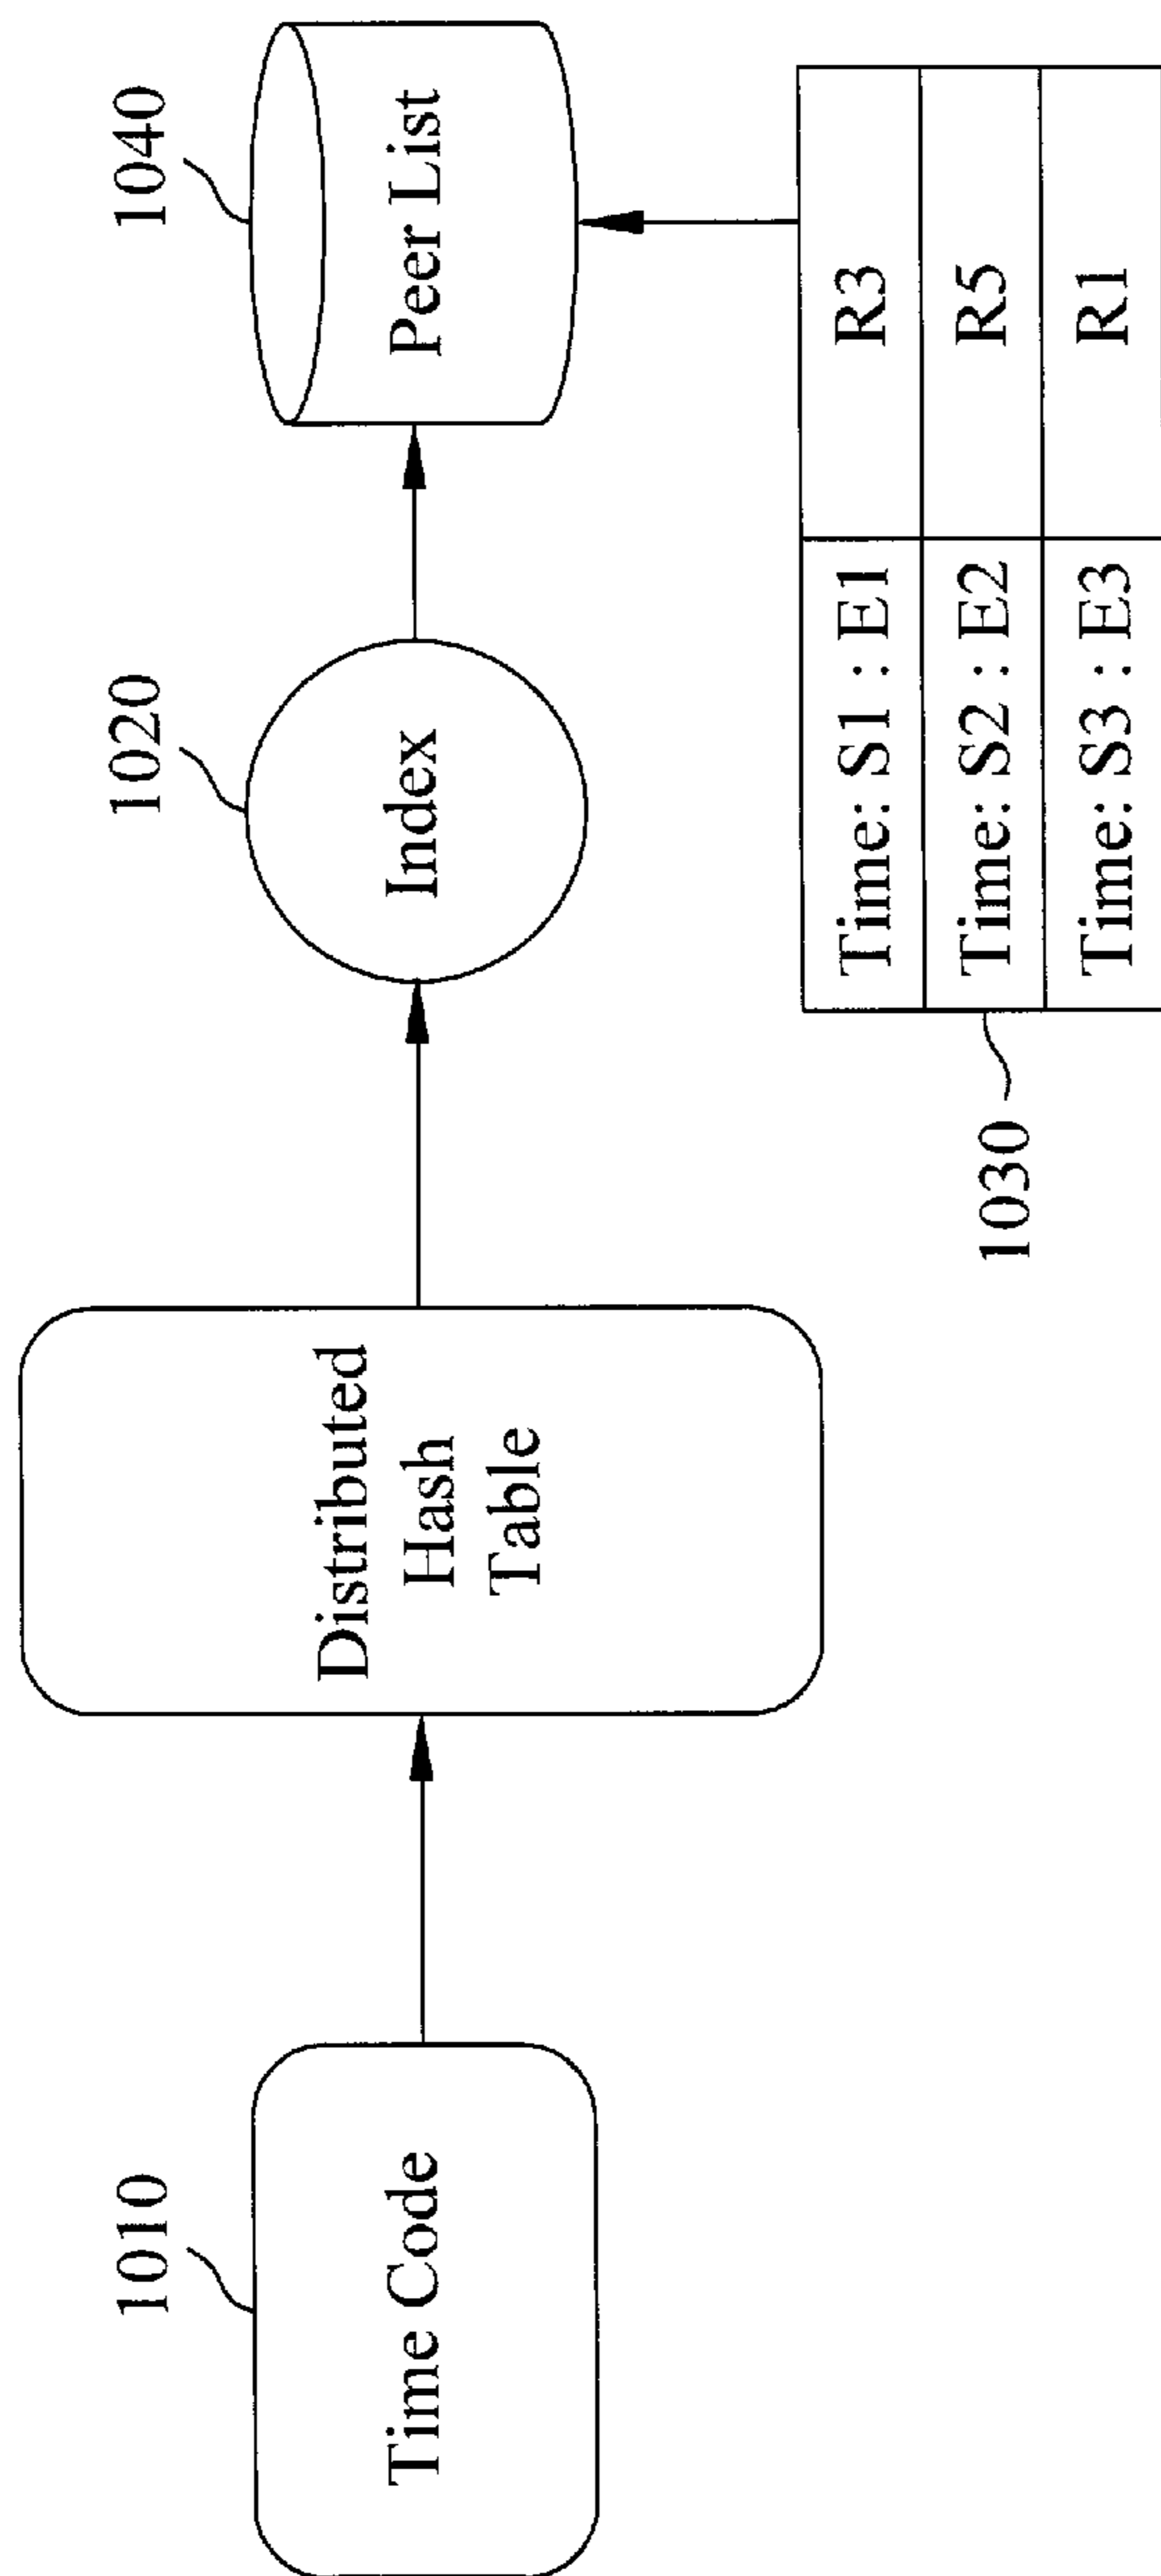 1010
Time Code
Distributed
Hash
Table
1020
Index
1040
Peer List
1030
Time: S1 : E1
R3
Time: S2 : E2
R5
Time: S3 : E3
R1